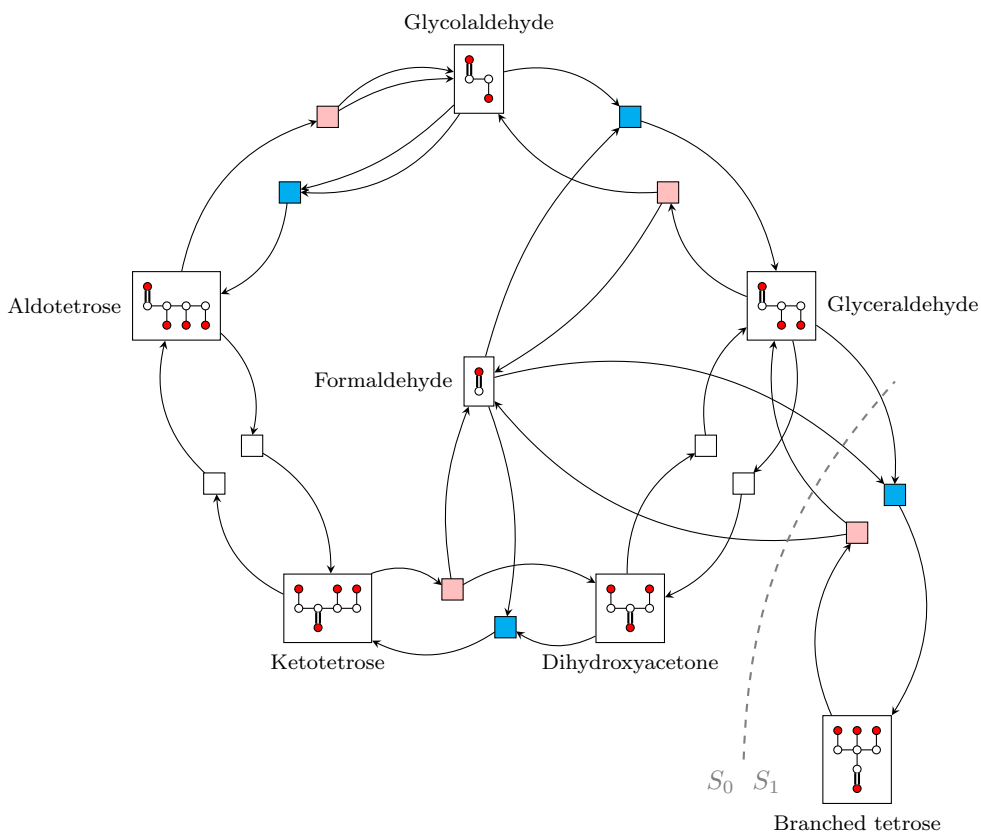 Glycolaldehyde
Aldotetrose
Glyceraldehyde
Formaldehyde
Ketotetrose
Dihydroxyacetone
S₀ S₁
Branched tetrose